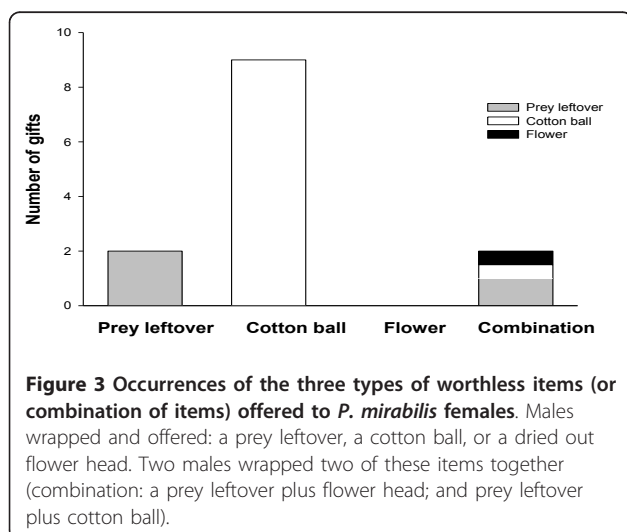 10
8
6
4
2
0
Number of gifts
Prey leftover
Cotton ball
Flower
Prey leftover Cotton ball Flower Combination
Figure 3 Occurrences of the three types of worthless items (or
combination of items) offered to P. mirabilis females. Males
wrapped and offered: a prey leftover, a cotton ball, or a dried out
flower head. Two males wrapped two of these items together
(combination: a prey leftover plus flower head; and prey leftover
plus cotton ball).